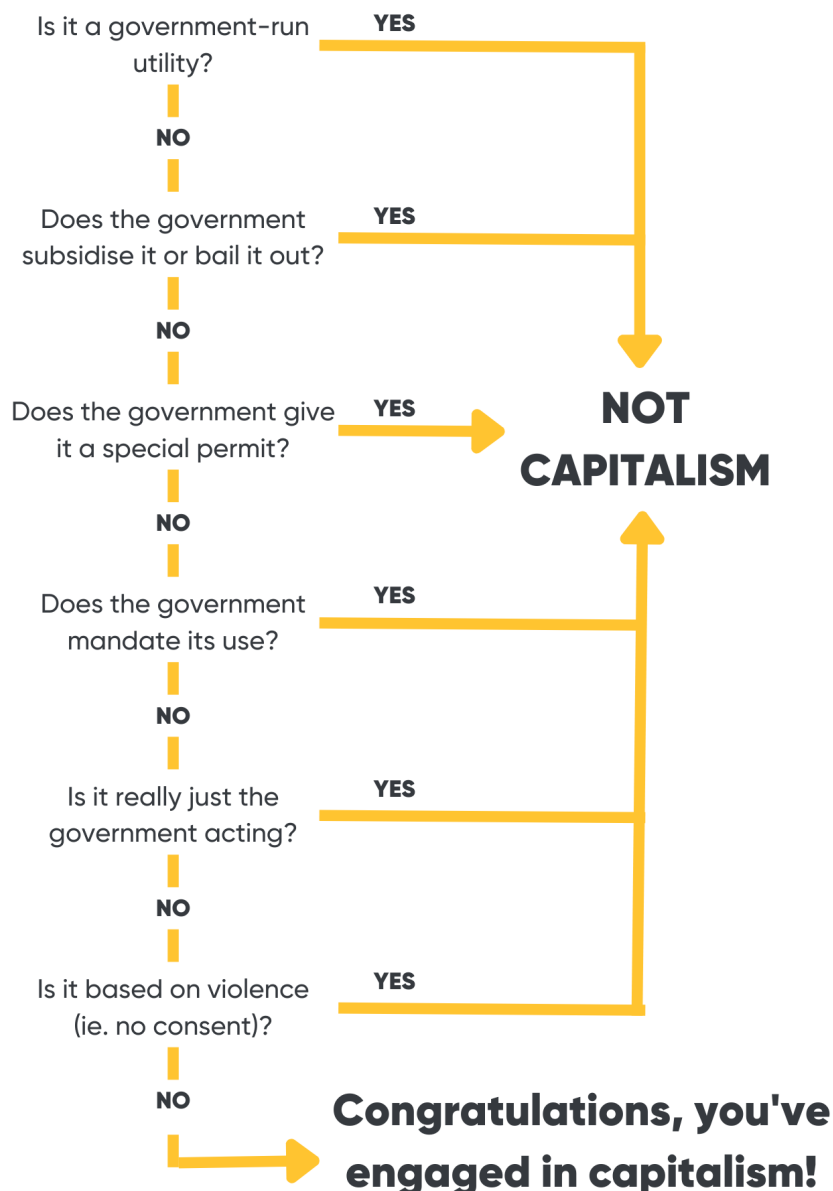 Is it a government-run
utility?
YES
NO
Does the government
subsidise it or bail it out?
YES
NO
Does the government give
it a special permit?
YES
NOT
CAPITALISM
NO
Does the government
mandate its use?
YES
NO
Is it really just the
government acting?
YES
NO
Is it based on violence
(ie. no consent)?
YES
NO
Congratulations, you've
engaged in capitalism!